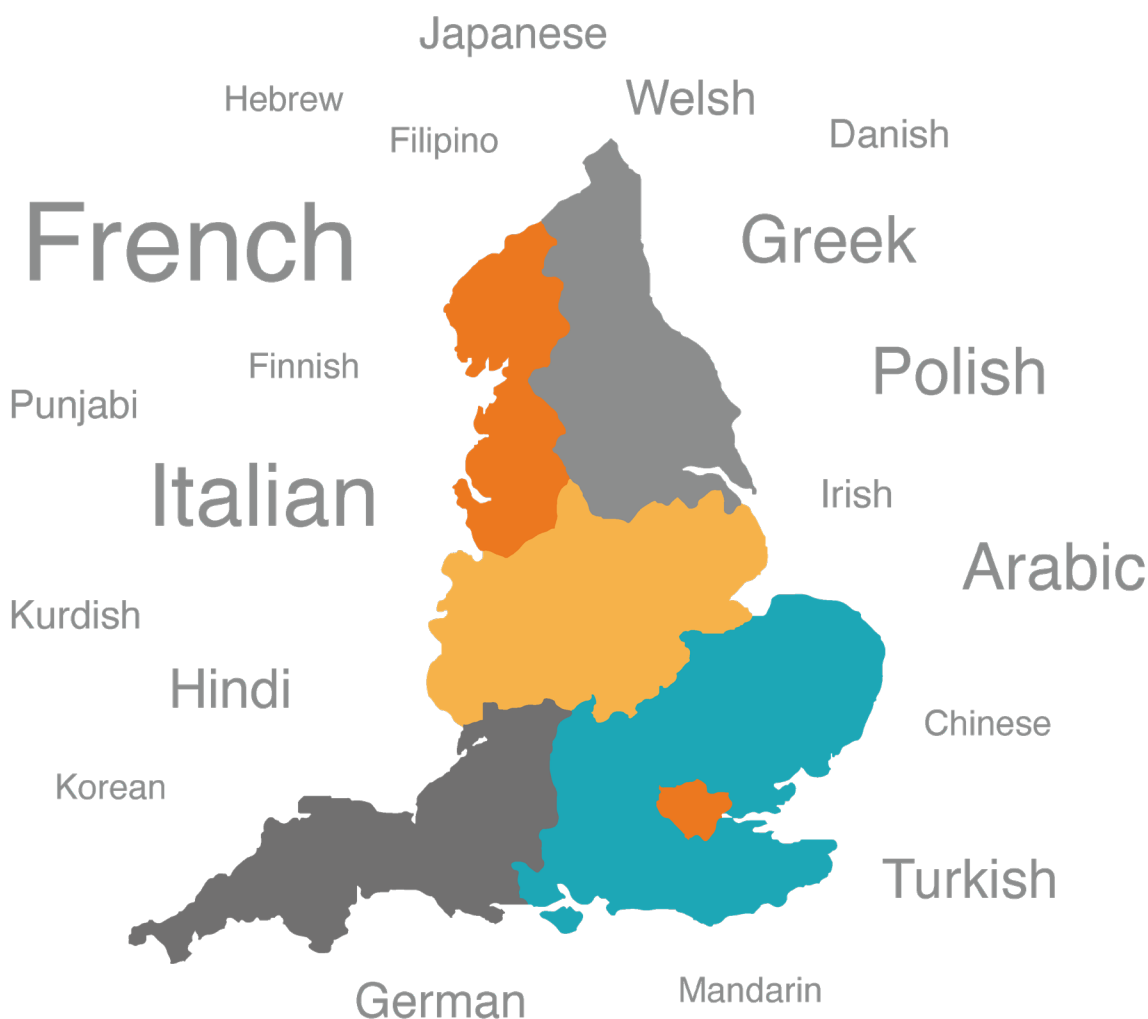 Japanese
Hebrew
Welsh
Filipino
Danish
French
Greek
Finnish
Polish
Punjabi
Italian
Irish
Arabic
Kurdish
Hindi
Chinese
Korean
Turkish
German
Mandarin